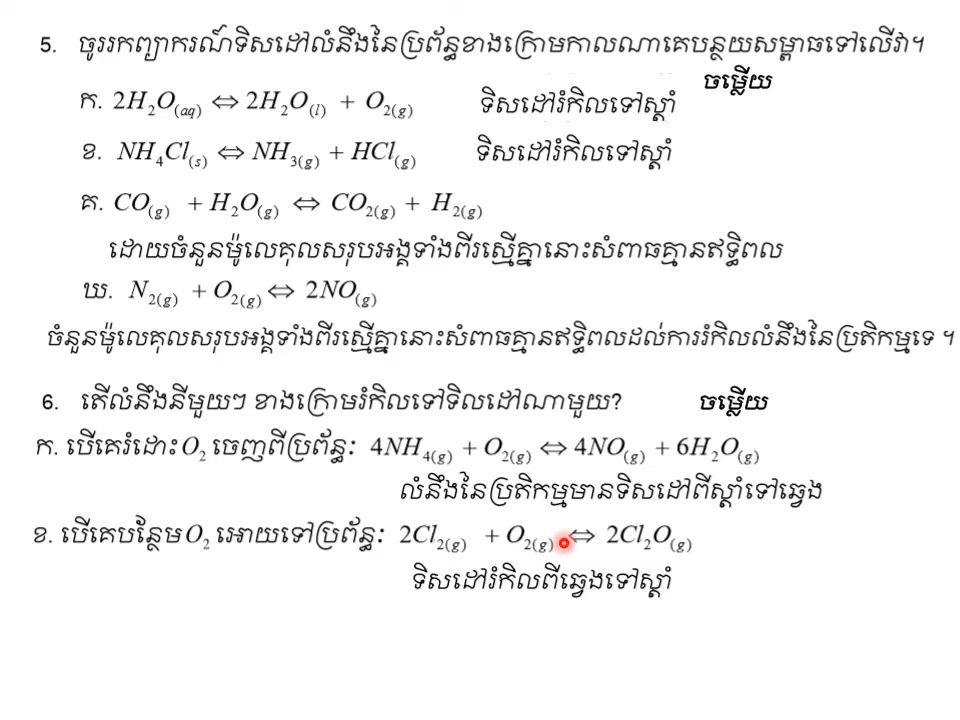 5. ចូររកព្យាករណ៍ទិសដៅលំនឹងនៃប្រព័ន្ធខាងក្រោមកាលណាគេបន្ថយសម្ពាធទៅលើវា។
ចម្លើយ
ក. 2H₂O(aq) ⇔ 2H₂O(l) + O₂(g) ទិសដៅរំកិលទៅស្តាំ
ខ. NH₄Cl(s) ⇔ NH₃(g) + HCl(g) ទិសដៅរំកិលទៅស្តាំ
គ. CO(g) + H₂O(g) ⇔ CO₂(g) + H₂(g)
ដោយចំនួនម៉ូលេគុលសរុបអង្គទាំងពីរស្មើគ្នានោះសំពាធគ្មានឥទ្ធិពល
ឃ. N₂(g) + O₂(g) ⇔ 2NO(g)
ចំនួនម៉ូលេគុលសរុបអង្គទាំងពីរស្មើគ្នានោះសំពាធគ្មានឥទ្ធិពលដល់ការរំកិលលំនឹងនៃប្រតិកម្មទេ ។
6. តើលំនឹងនីមួយៗ ខាងក្រោមរំកិលទៅទិលដៅណាមួយ? ចម្លើយ
ក. បើគេរំដោះ O₂ ចេញពីប្រព័ន្ធ: 4NH₄(g) + O₂(g) ⇔ 4NO(g) + 6H₂O(g)
លំនឹងនៃប្រតិកម្មមានទិសដៅពីស្តាំទៅឆ្វេង
ខ. បើគេបន្ថែម O₂ អោយទៅប្រព័ន្ធ: 2Cl₂(g) + O₂(g) ⇔ 2Cl₂O(g)
ទិសដៅរំកិលពីឆ្វេងទៅស្តាំ